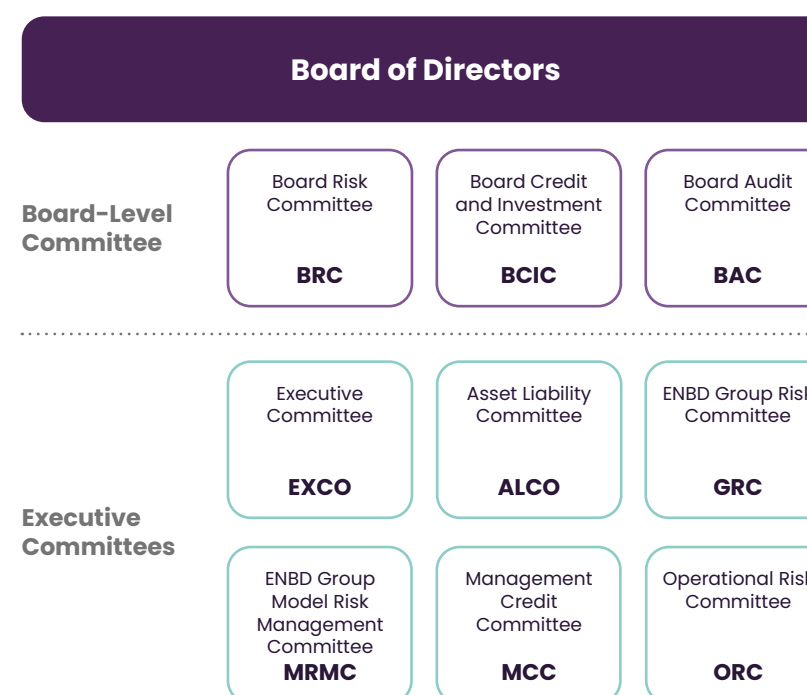 Board of Directors
Board-Level
Committee
Board Risk
Committee
BRC
Board Credit
and Investment
Committee
BCIC
Board Audit
Committee
BAC
Executive
Committees
Executive
Committee
EXCO
Asset Liability
Committee
ALCO
ENBD Group Risk
Committee
GRC
ENBD Group
Model Risk
Management
Committee
MRMC
Management
Credit
Committee
MCC
Operational Risk
Committee
ORC